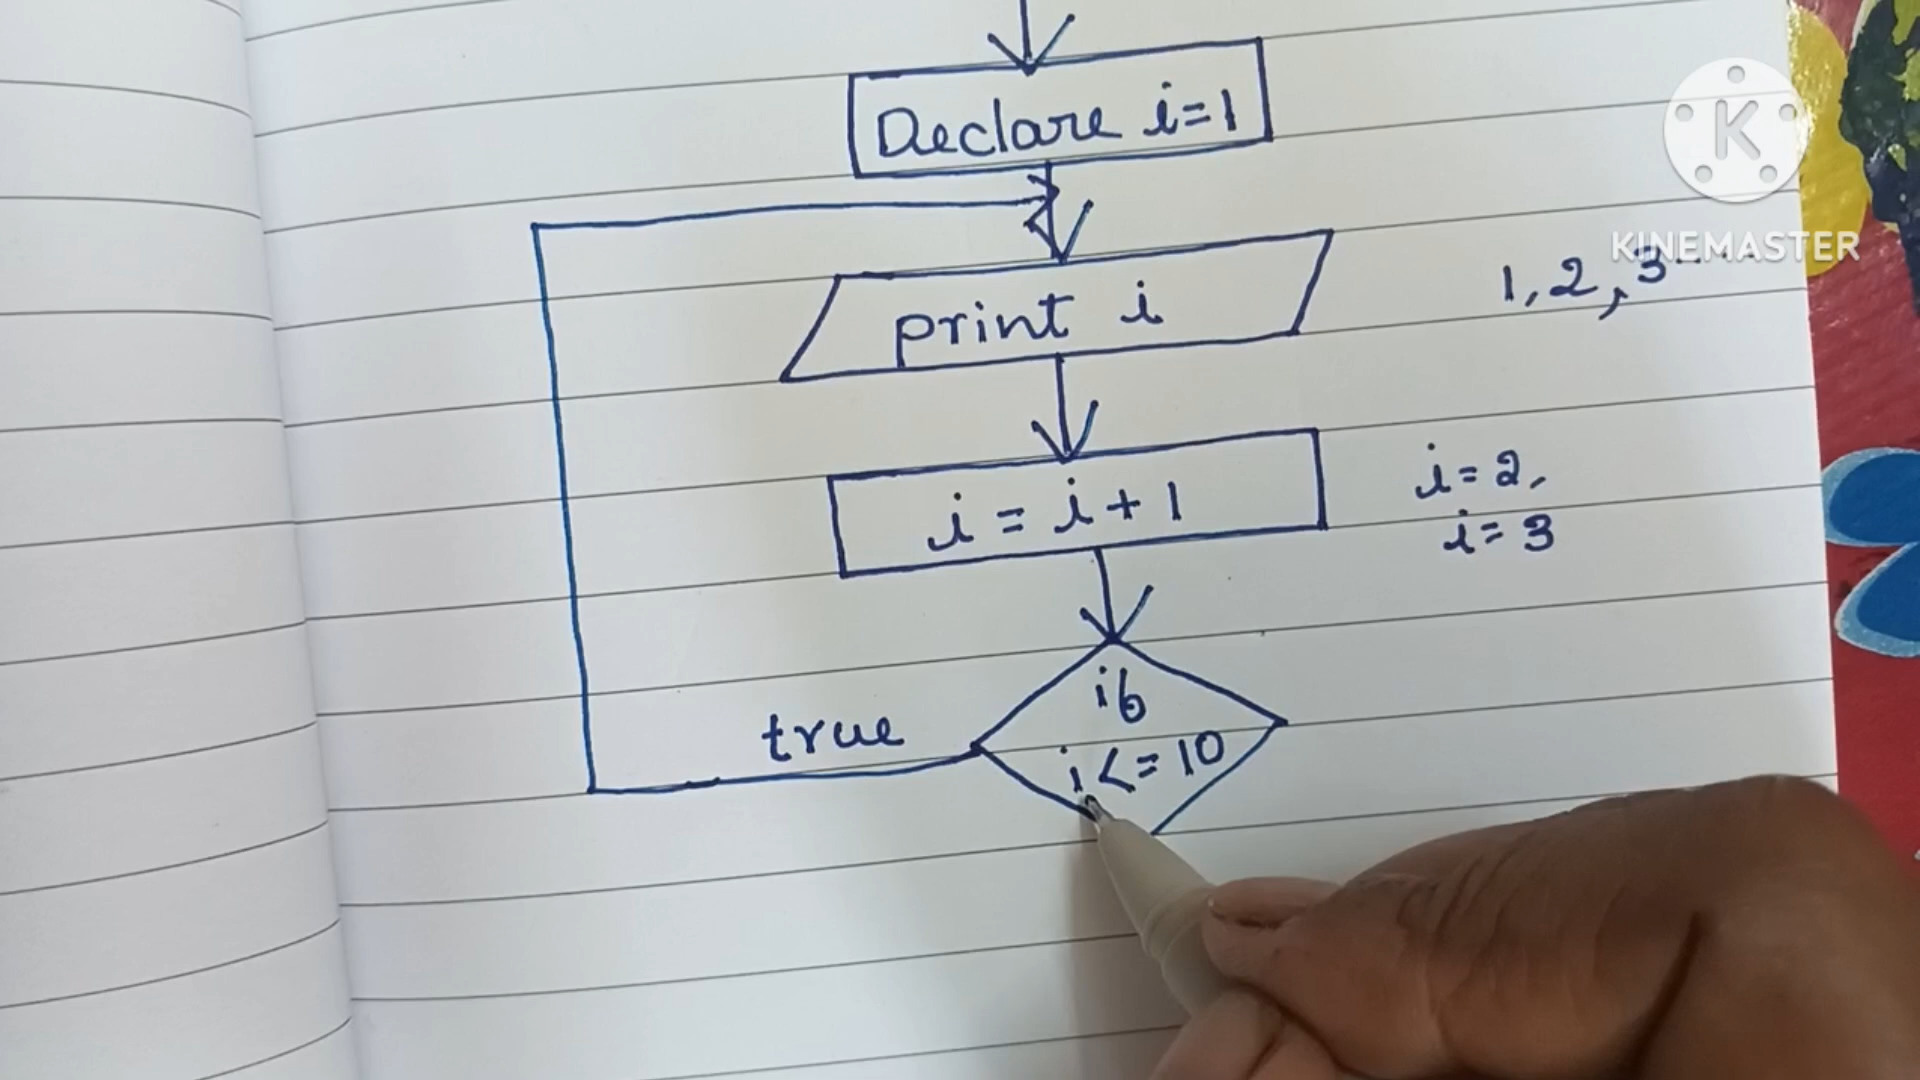 Declare i=1
K
KINEMASTER
print i
1, 2, 3....
i = i + 1
i = 2,
i = 3
if
i <= 10
true